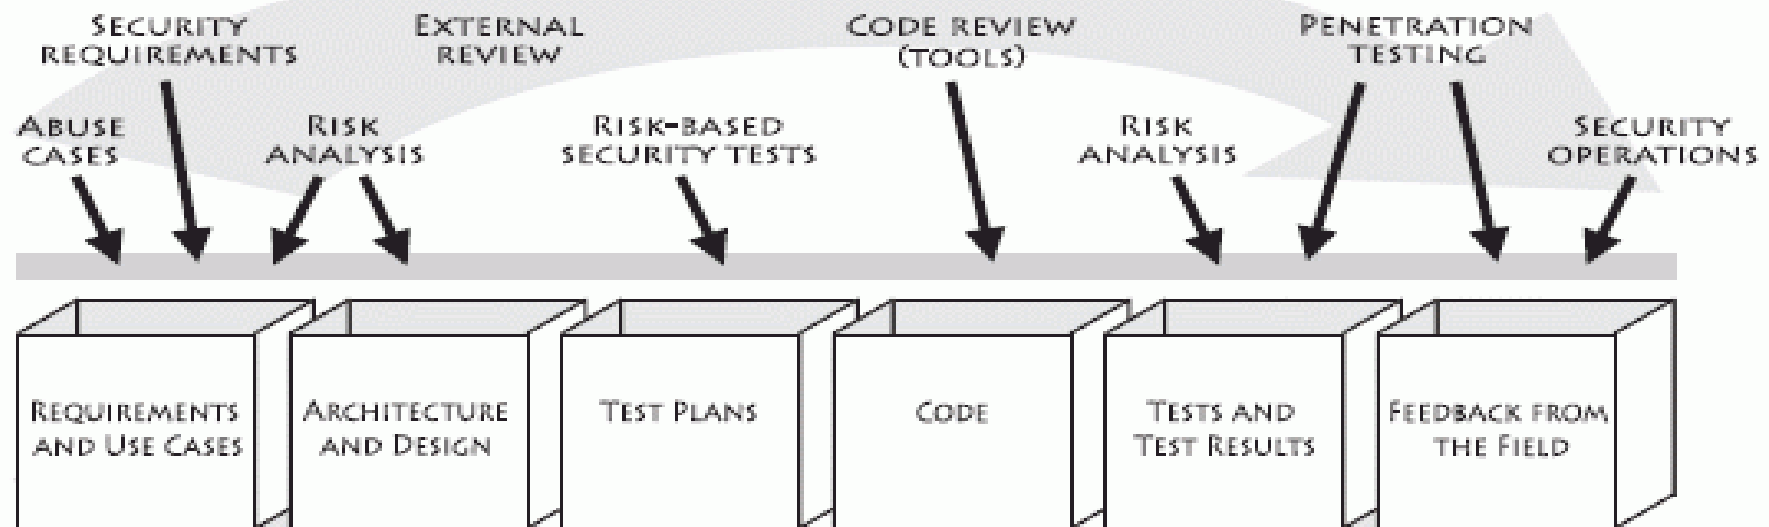 SECURITY
REQUIREMENTS
EXTERNAL
REVIEW
CODE REVIEW
(TOOLS)
PENETRATION
TESTING
ABUSE
CASES
RISK
ANALYSIS
RISK-BASED
SECURITY TESTS
RISK
ANALYSIS
SECURITY
OPERATIONS
REQUIREMENTS
AND USE CASES
ARCHITECTURE
AND DESIGN
TEST PLANS
CODE
TESTS AND
TEST RESULTS
FEEDBACK FROM
THE FIELD